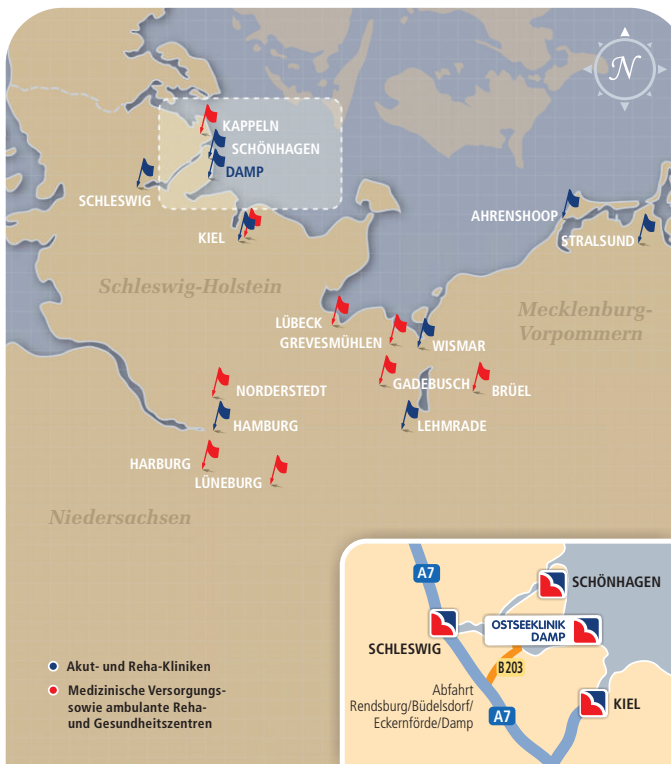 N
KAPPELN
SCHÖNHAGEN
DAMP
SCHLESWIG
AHRENSHOOP
STRALSUND
KIEL
Schleswig-Holstein
Mecklenburg-
Vorpommern
LÜBECK
GREVESMÜHLEN
WISMAR
GADEBUSCH
BRÜEL
NORDERSTEDT
HAMBURG
LEHMRADE
HARBURG
LÜNEBURG
Niedersachsen
Akut- und Reha-Kliniken
Medizinische Versorgungs-
sowie ambulante Reha-
und Gesundheitszentren
A7
SCHÖNHAGEN
OSTSEEKLINIK
DAMP
SCHLESWIG
B203
Abfahrt
Rendsburg/Büdelsdorf/
Eckernförde/Damp
A7
KIEL